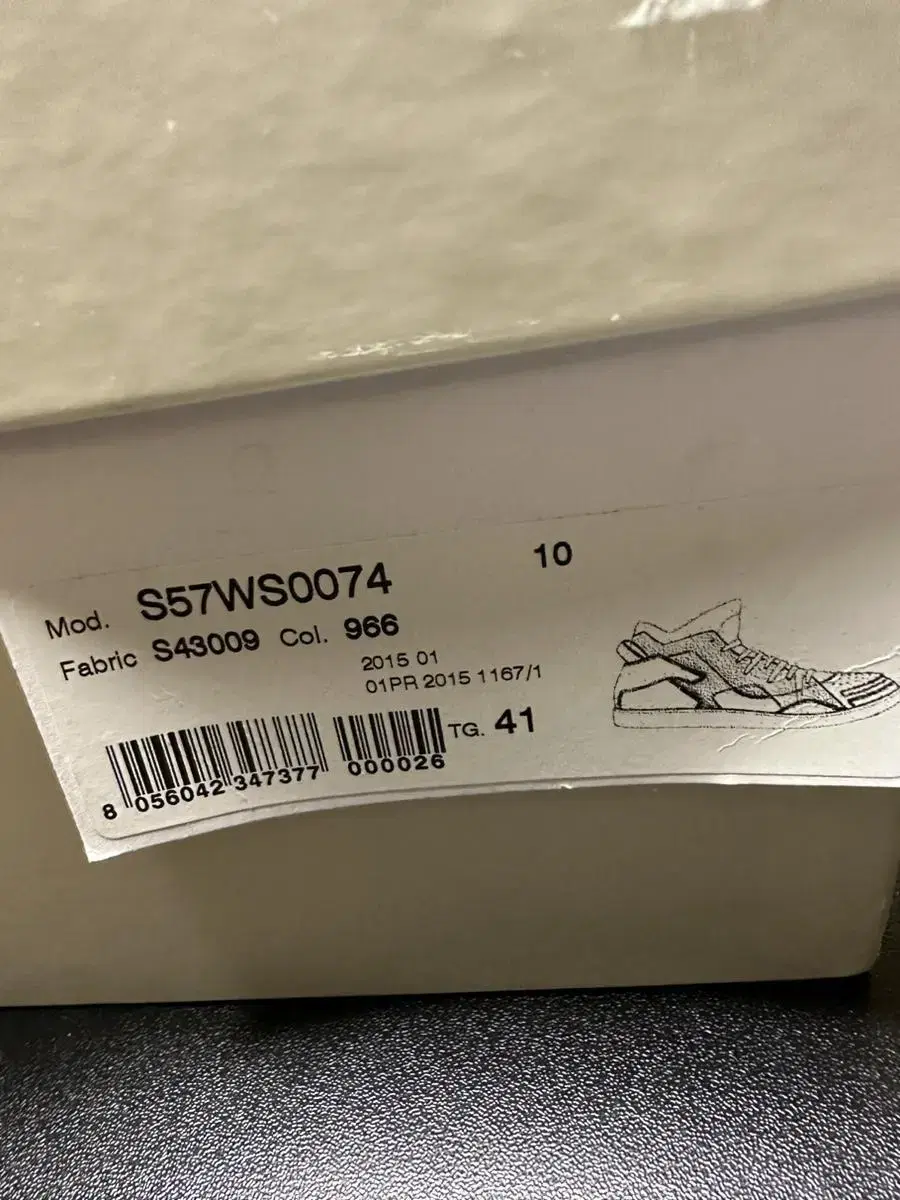 Mod. S57WS0074 10
Fabric S43009 Col. 966
2015 01
01PR 2015 1167/1
TG. 41
8 056042 347377 000026